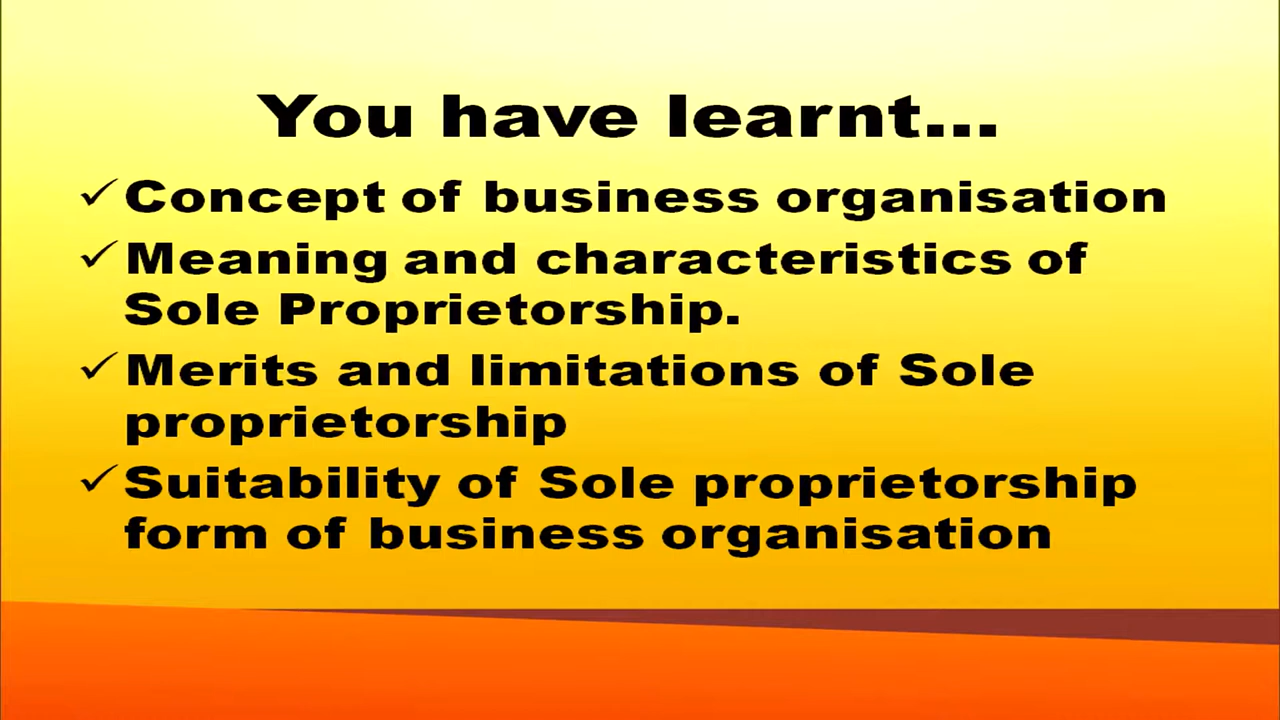 You have learnt...
✓Concept of business organisation
✓Meaning and characteristics of
Sole Proprietorship.
✓Merits and limitations of Sole
proprietorship
✓Suitability of Sole proprietorship
form of business organisation